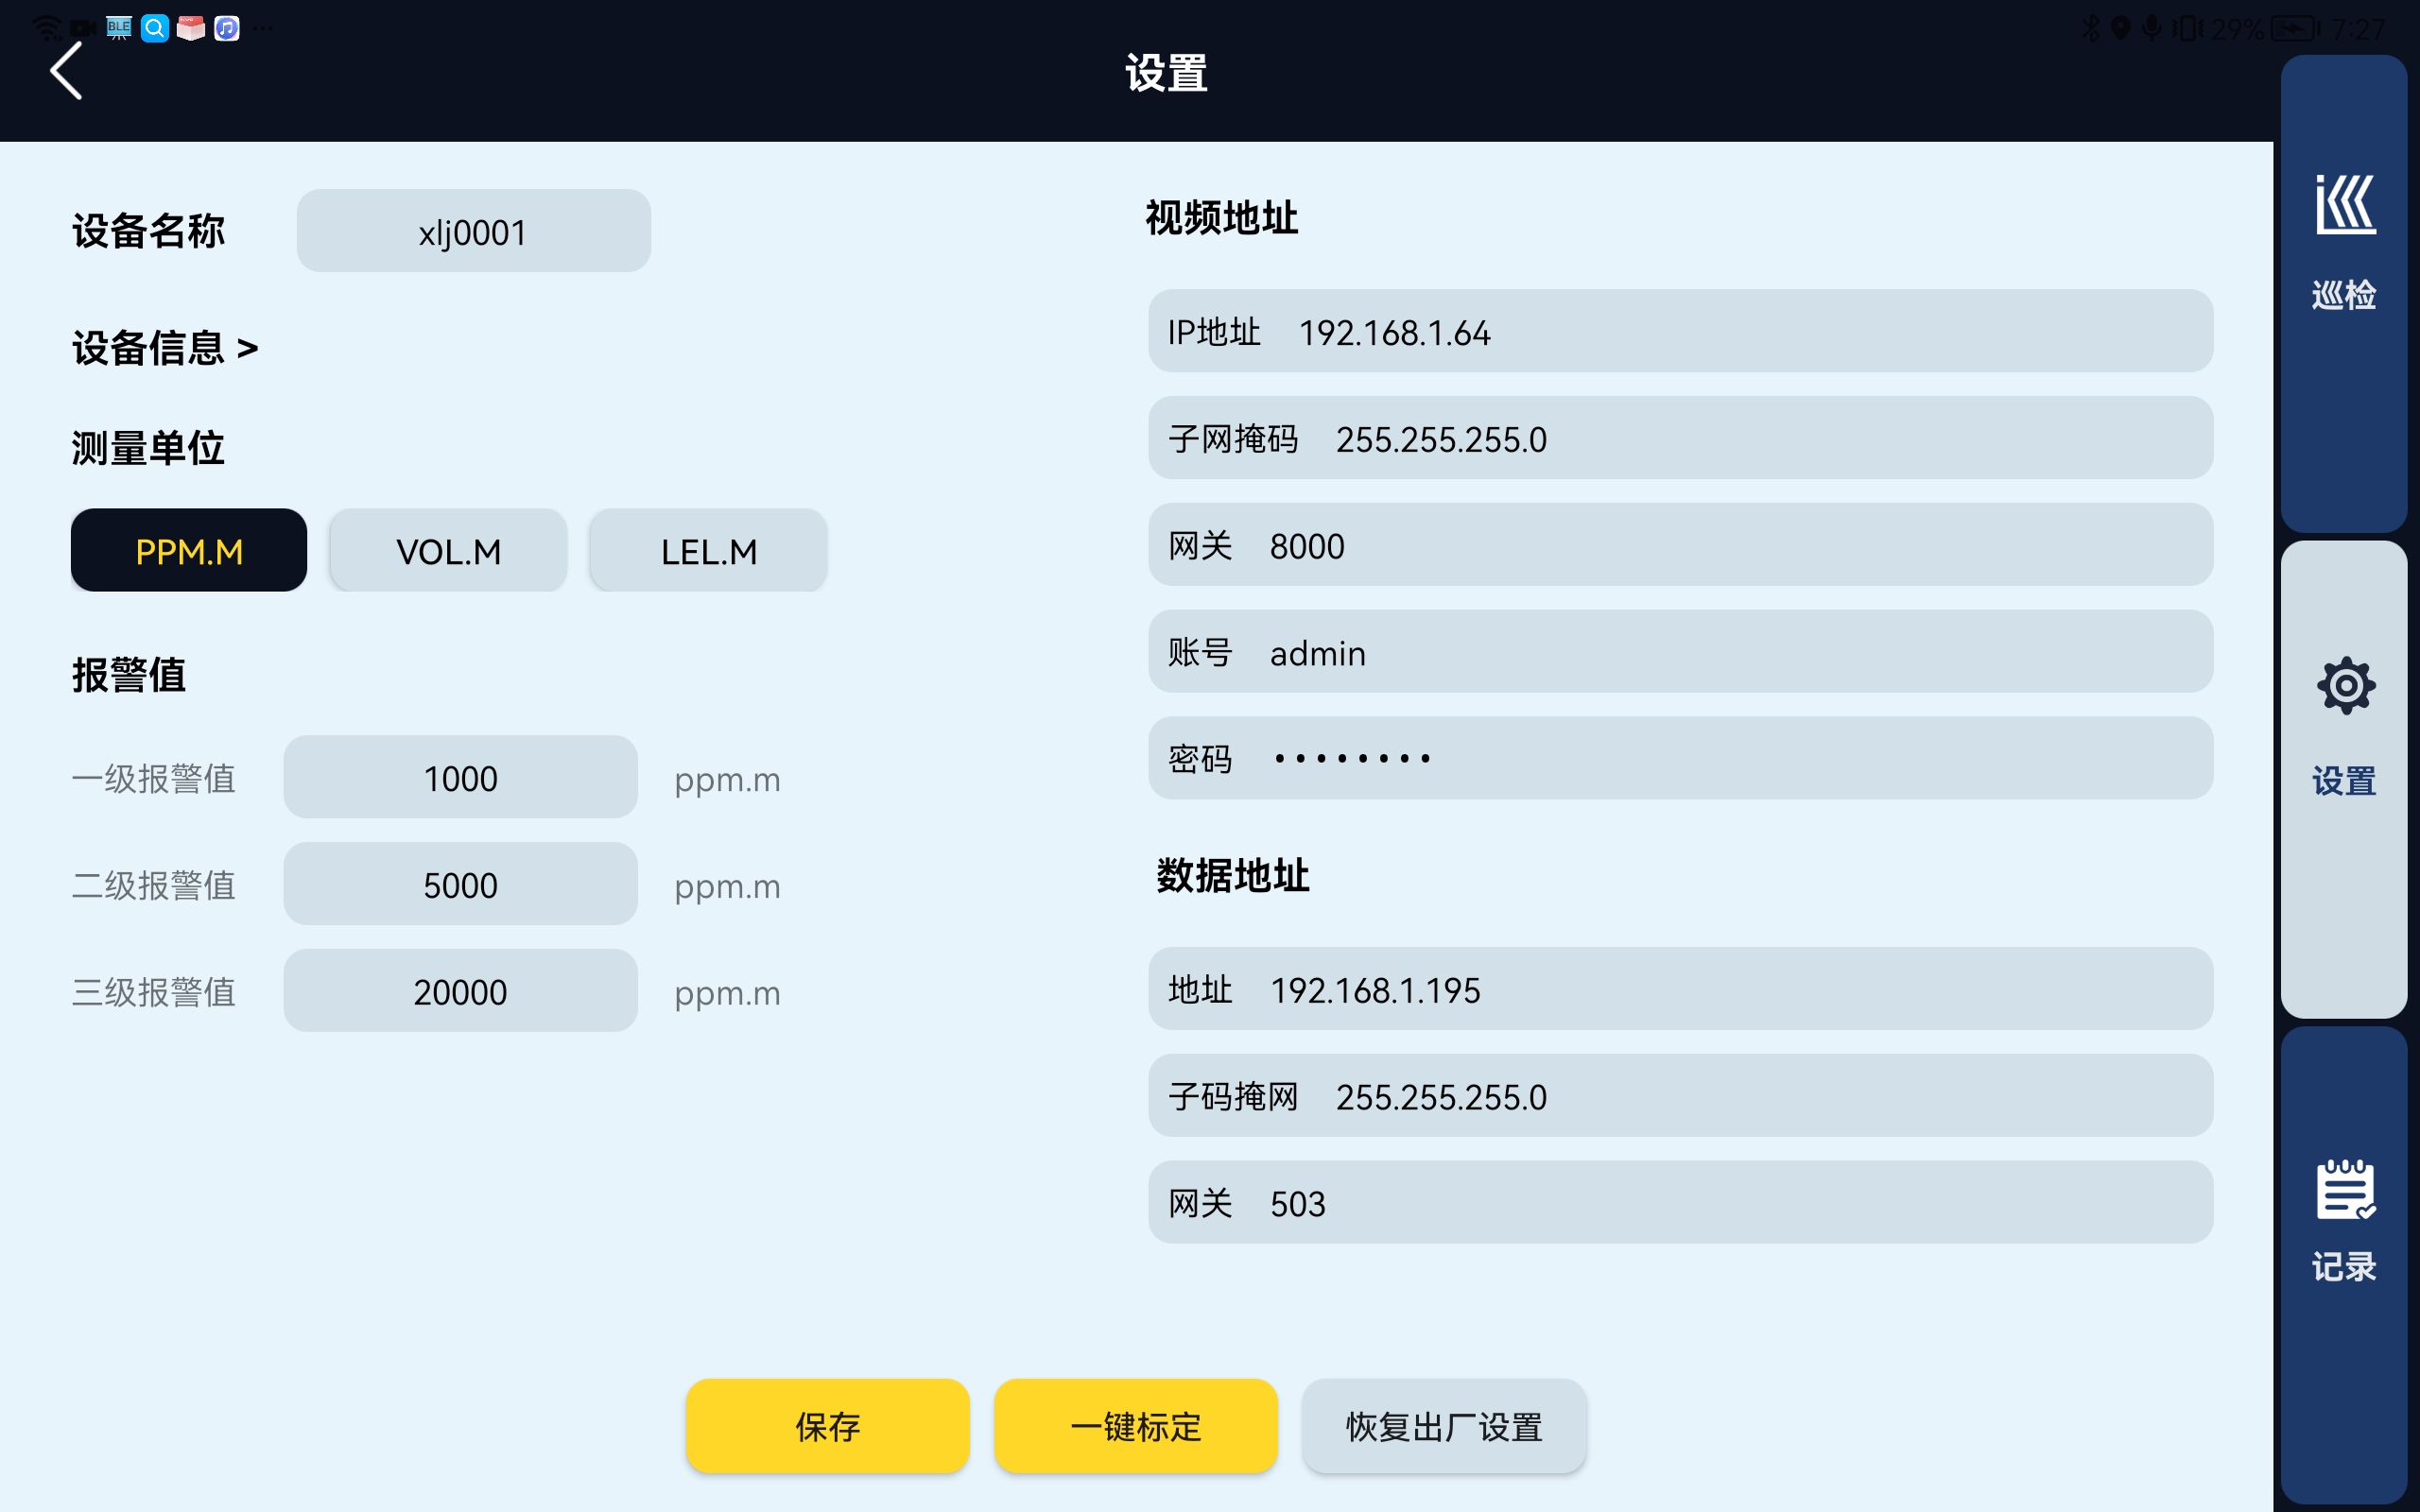 BLE
29%
7:27
设置
设备名称
xlj0001
设备信息 >
测量单位
PPM.M
VOL.M
LEL.M
报警值
一级报警值
1000
ppm.m
二级报警值
5000
ppm.m
三级报警值
20000
ppm.m
视频地址
IP地址 192.168.1.64
子网掩码 255.255.255.0
网关 8000
账号 admin
密码 ••••••••
数据地址
地址 192.168.1.195
子码掩网 255.255.255.0
网关 503
保存
一键标定
恢复出厂设置
巡检
设置
记录